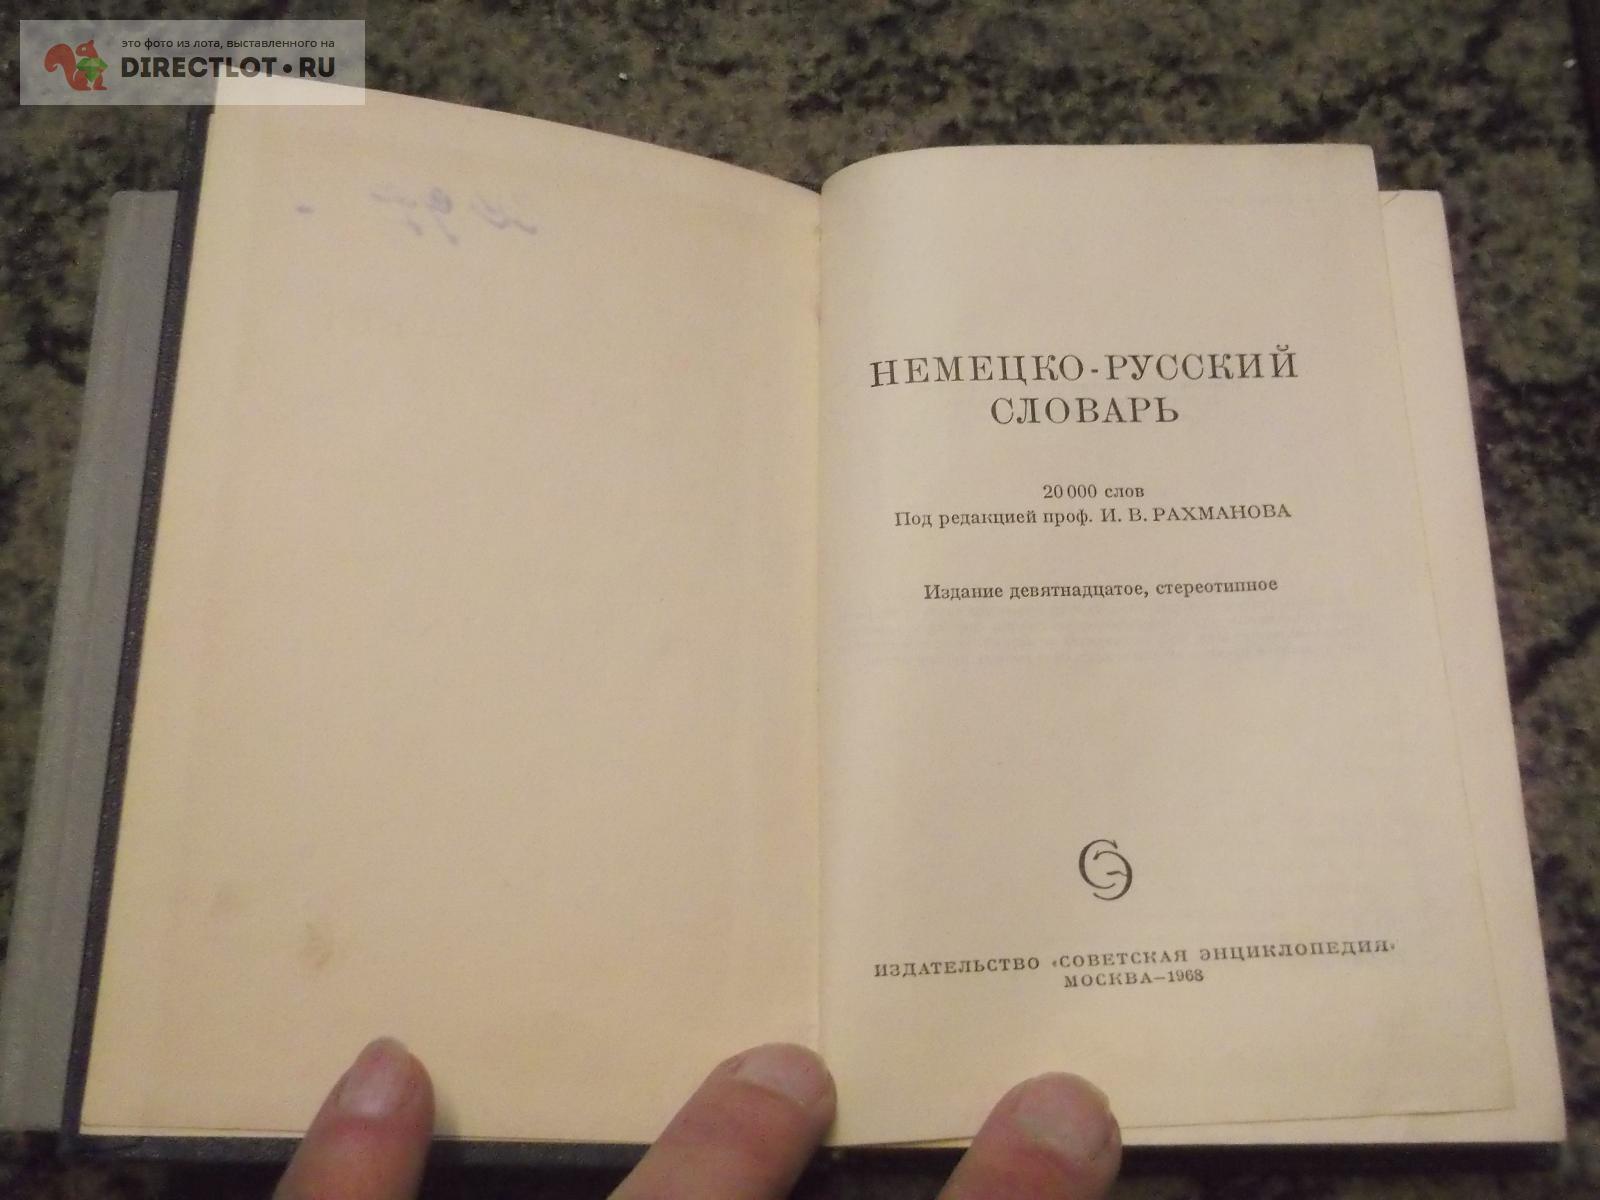 это фото из лота, выставленного на
DIRECTLOT•RU
НЕМЕЦКО-РУССКИЙ
СЛОВАРЬ
20 000 слов
Под редакцией проф. И. В. РАХМАНОВА
Издание девятнадцатое, стереотипное
СЭ
ИЗДАТЕЛЬСТВО «СОВЕТСКАЯ ЭНЦИКЛОПЕДИЯ»
МОСКВА—1968